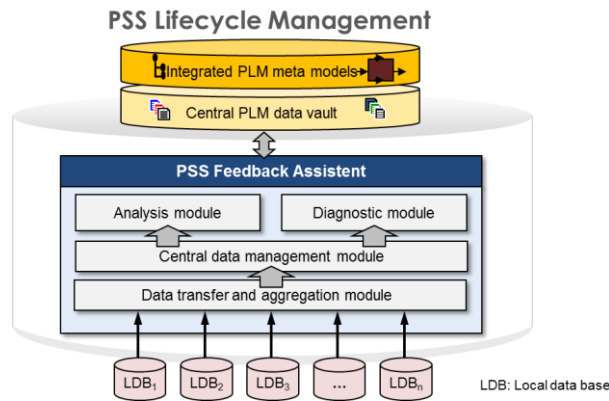 PSS Lifecycle Management
Integrated PLM meta models
Central PLM data vault
PSS Feedback Assistent
Analysis module
Diagnostic module
Central data management module
Data transfer and aggregation module
LDB₁
LDB₂
LDB₃
...
LDBₙ
LDB: Local data base